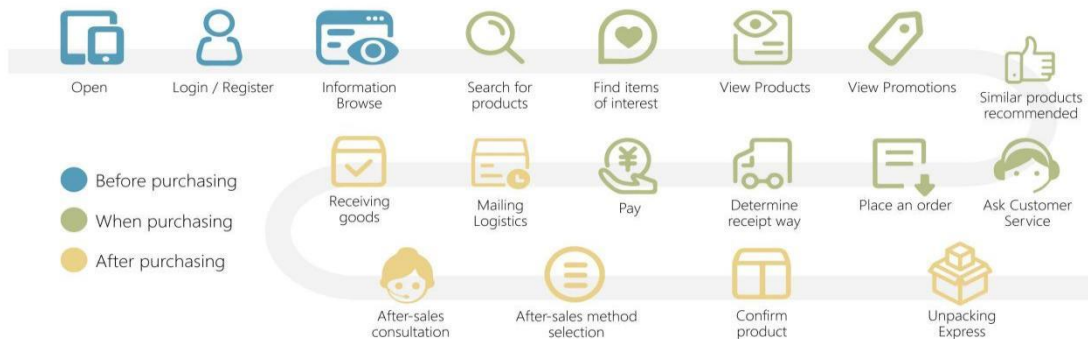 Open
Login / Register
Information
Browse
Search for
products
Find items
of interest
View Products
View Promotions
Similar products
recommended
Before purchasing
When purchasing
After purchasing
Receiving
goods
Mailing
Logistics
¥
Pay
Determine
receipt way
Place an order
Ask Customer
Service
After-sales
consultation
After-sales method
selection
Confirm
product
Unpacking
Express